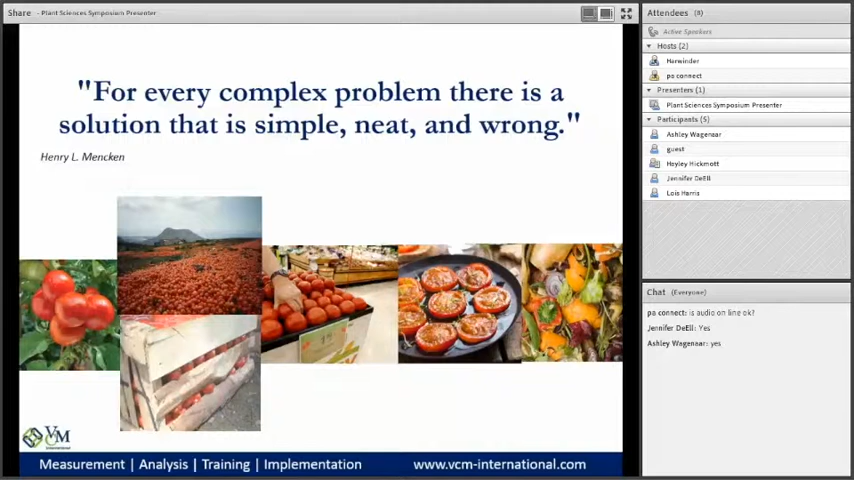 Share - Plant Sciences Symposium Presenter
"For every complex problem there is a
solution that is simple, neat, and wrong."
Henry L. Mencken
VCM
International
Measurement | Analysis | Training | Implementation
www.vcm-international.com
Attendees (8)
Active Speakers
Hosts (2)
Harwinder
pa connect
Presenters (1)
Plant Sciences Symposium Presenter
Participants (5)
Ashley Wagenaar
guest
Heyley Hickmott
Jennifer DeEll
Lois Harris
Chat (Everyone)
pa connect: is audio on line ok?
Jennifer DeEll: Yes
Ashley Wagenaar: yes